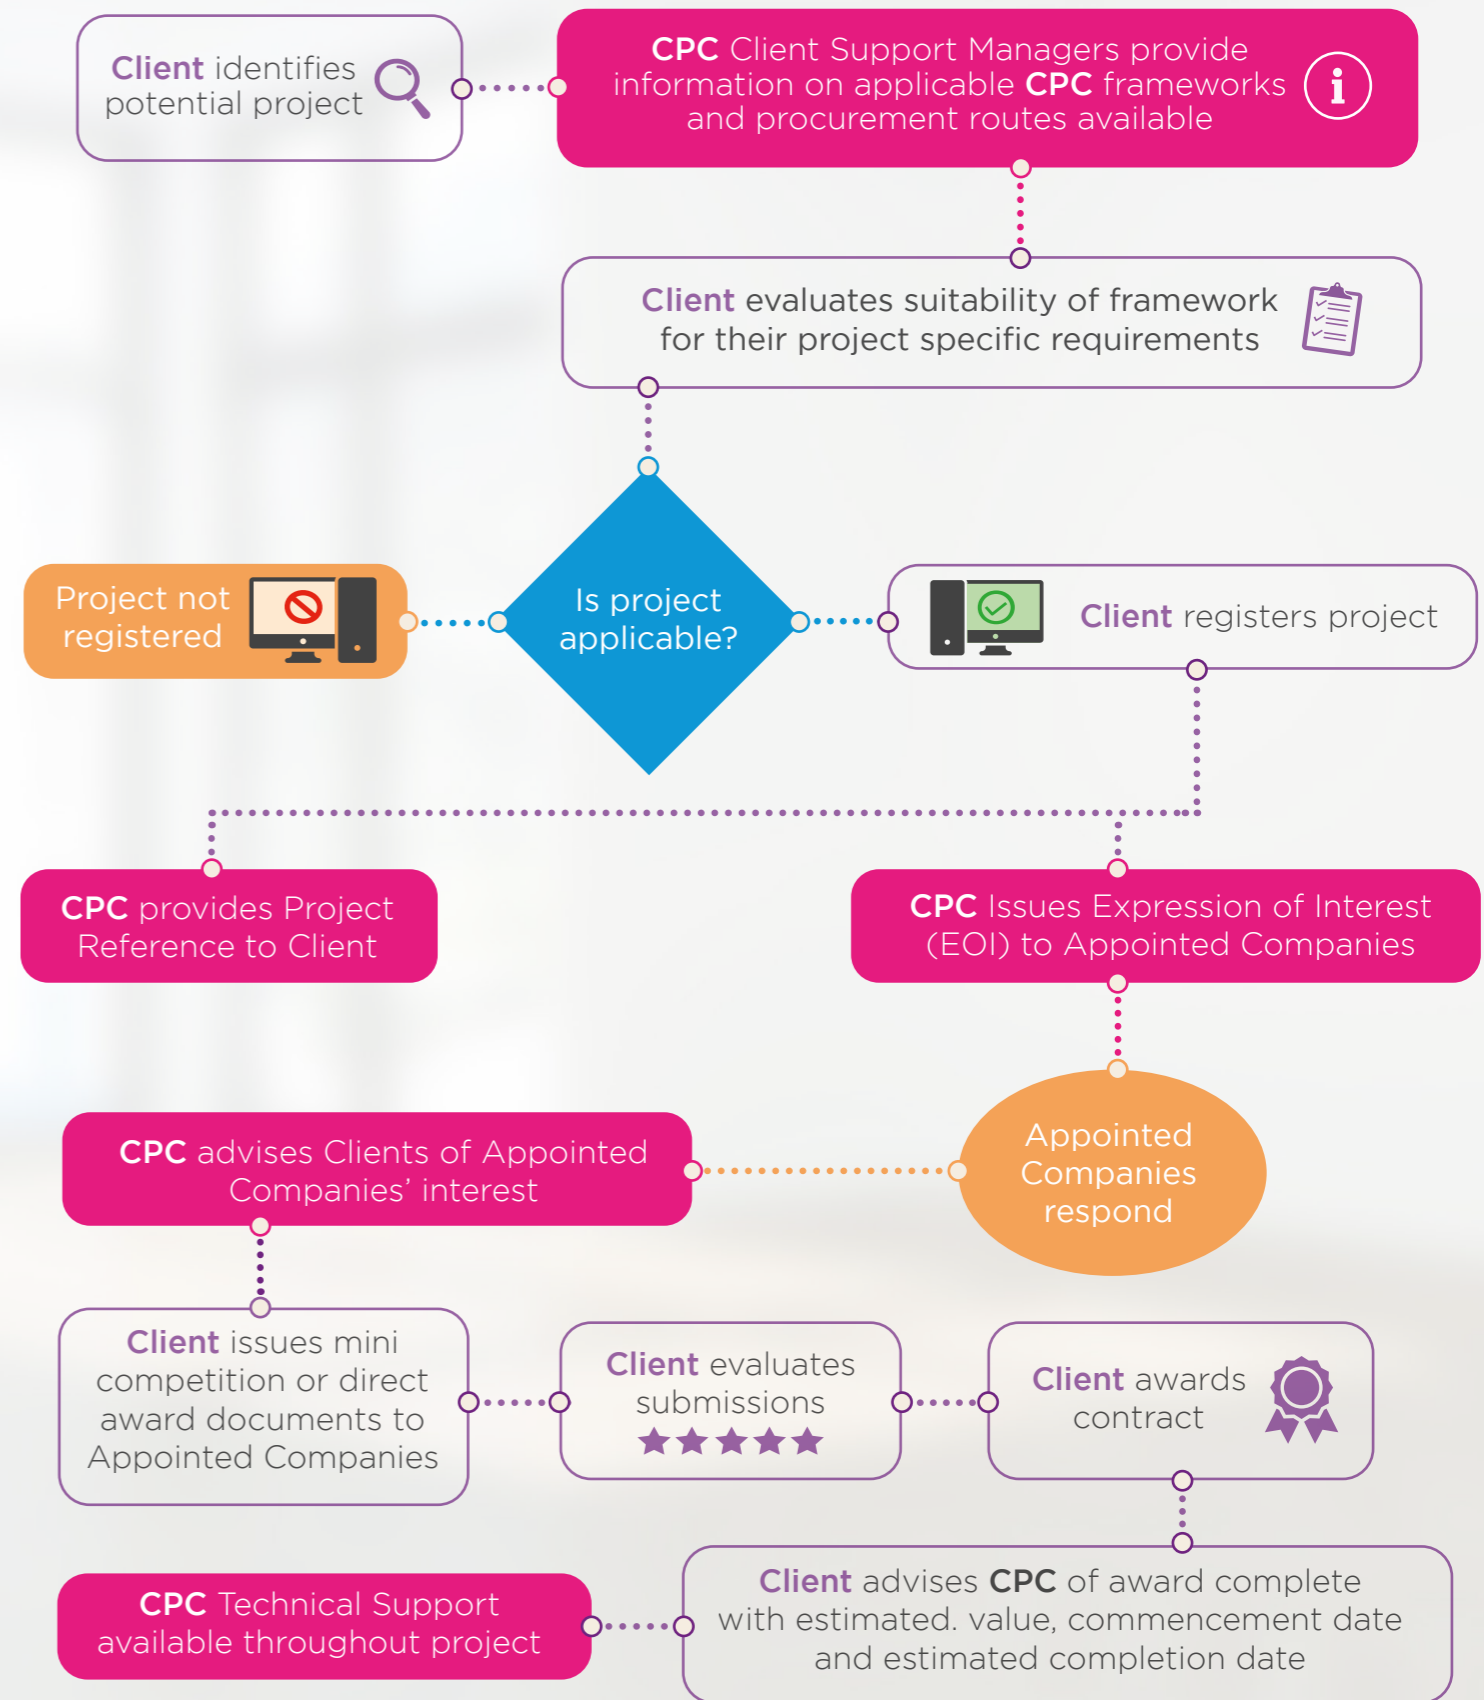 Client identifies
potential project
CPC Client Support Managers provide
information on applicable CPC frameworks
and procurement routes available
Client evaluates suitability of framework
for their project specific requirements
Project not
registered
Is project
applicable?
Client registers project
CPC provides Project
Reference to Client
CPC Issues Expression of Interest
(EOI) to Appointed Companies
Appointed
Companies
respond
CPC advises Clients of Appointed
Companies’ interest
Client issues mini
competition or direct
award documents to
Appointed Companies
Client evaluates
submissions
Client awards
contract
Client advises CPC of award complete
with estimated. value, commencement date
and estimated completion date
CPC Technical Support
available throughout project